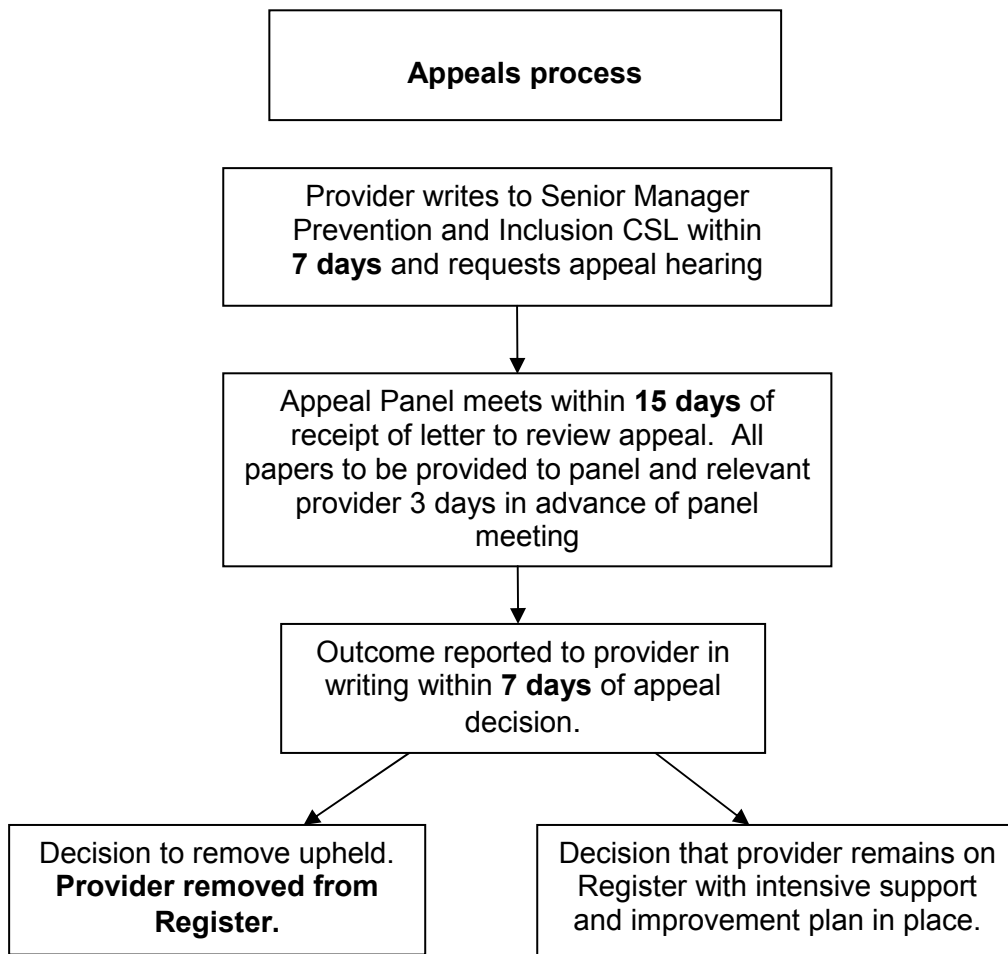 Appeals process
Provider writes to Senior Manager
Prevention and Inclusion CSL within
7 days and requests appeal hearing
Appeal Panel meets within 15 days of
receipt of letter to review appeal.  All
papers to be provided to panel and relevant
provider 3 days in advance of panel
meeting
Outcome reported to provider in
writing within 7 days of appeal
decision.
Decision to remove upheld.
Provider removed from
Register.
Decision that provider remains on
Register with intensive support
and improvement plan in place.